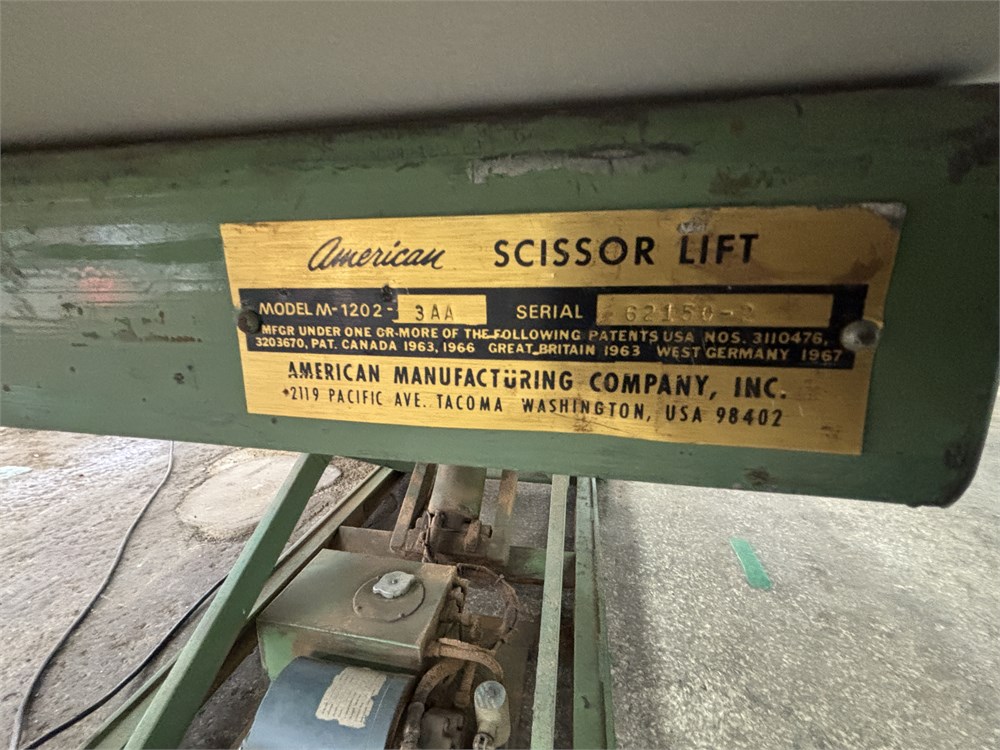 American SCISSOR LIFT
MODEL M-1202- 3AA SERIAL 62150-2
MFGR UNDER ONE OR MORE OF THE FOLLOWING PATENTS USA NOS. 3110476,
3203670, PAT. CANADA 1963, 1966 GREAT BRITAIN 1963 WEST GERMANY 1967
AMERICAN MANUFACTURING COMPANY, INC.
2119 PACIFIC AVE. TACOMA WASHINGTON, USA 98402